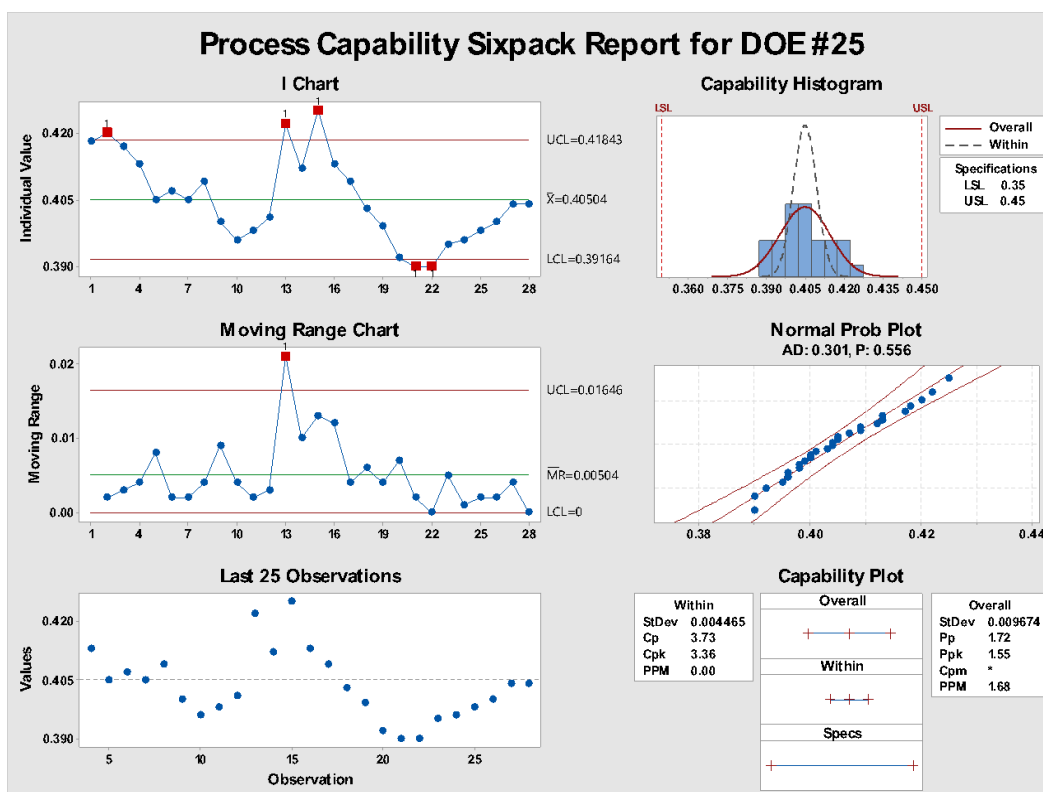 Process Capability Sixpack Report for DOE #25
I Chart
Individual Value
0.420
0.405
0.390
1
1
1
1
1
UCL=0.41843
X̅=0.40504
LCL=0.39164
1 4 7 10 13 16 19 22 25 28
Capability Histogram
LSL
USL
Overall
Within
Specifications
LSL 0.35
USL 0.45
0.360 0.375 0.390 0.405 0.420 0.435 0.450
Moving Range Chart
Moving Range
0.02
0.01
0.00
1
UCL=0.01646
M̅R̅=0.00504
LCL=0
1 4 7 10 13 16 19 22 25 28
Normal Prob Plot
AD: 0.301, P: 0.556
0.38 0.40 0.42 0.44
Last 25 Observations
Values
0.420
0.405
0.390
5 10 15 20 25
Observation
Capability Plot
Within
StDev 0.004465
Cp 3.73
Cpk 3.36
PPM 0.00
Overall
Within
Specs
Overall
StDev 0.009674
Pp 1.72
Ppk 1.55
Cpm *
PPM 1.68